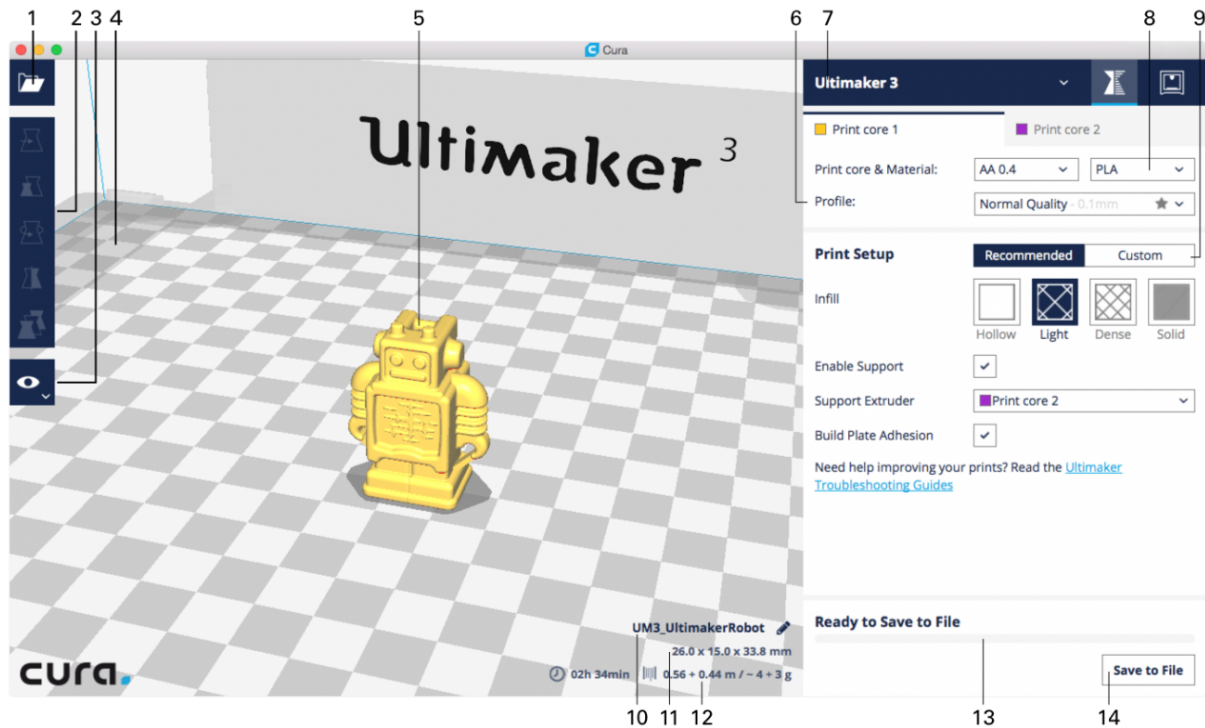 1 2 3 4 5 6 7 8 9
Cura
Ultimaker 3
Ultimaker 3
Print core 1 Print core 2
Print core & Material: AA 0.4 PLA
Profile: Normal Quality - 0.1mm
Print Setup Recommended Custom
Infill
Hollow Light Dense Solid
Enable Support
Support Extruder Print core 2
Build Plate Adhesion
Need help improving your prints? Read the Ultimaker
Troubleshooting Guides
UM3_UltimakerRobot
26.0 x 15.0 x 33.8 mm
02h 34min 0.56 + 0.44 m / ~ 4 + 3 g
cura.
Ready to Save to File
Save to File
10 11 12 13 14